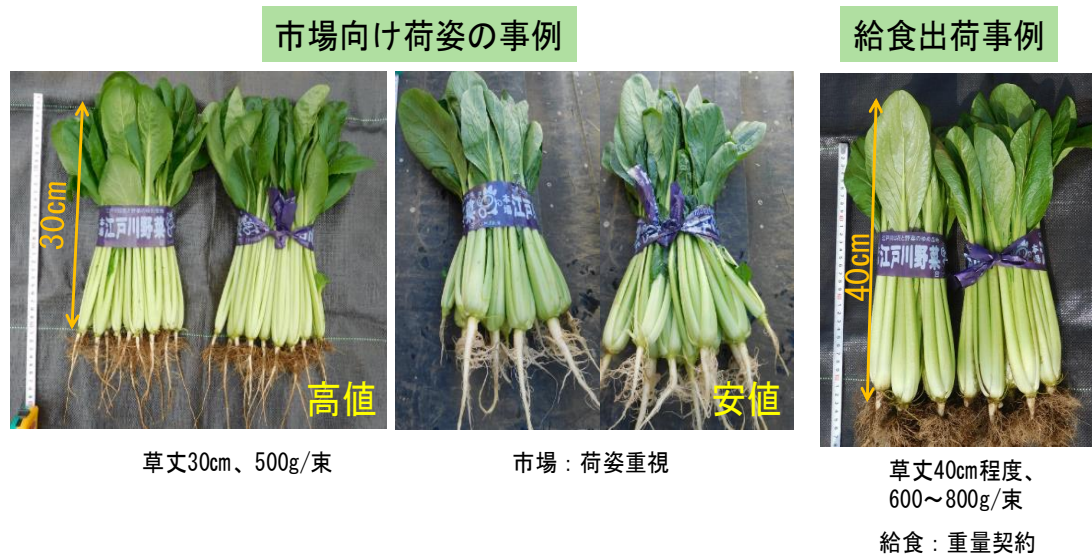 市場向け荷姿の事例
給食出荷事例
30cm
江戸川野菜
高値
安値
40cm
江戸川野菜
草丈30cm、500g/束
市場：荷姿重視
草丈40cm程度、
600～800g/束
給食：重量契約